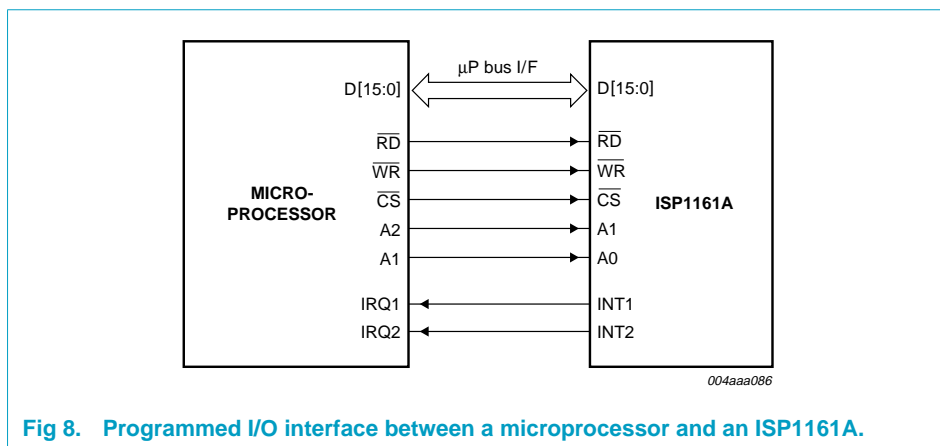 µP bus I/F
D[15:0] D[15:0]
RD RD
WR WR
MICRO-
PROCESSOR
CS CS
ISP1161A
A2 A1
A1 A0
IRQ1 INT1
IRQ2 INT2
004aaa086
Fig 8. Programmed I/O interface between a microprocessor and an ISP1161A.